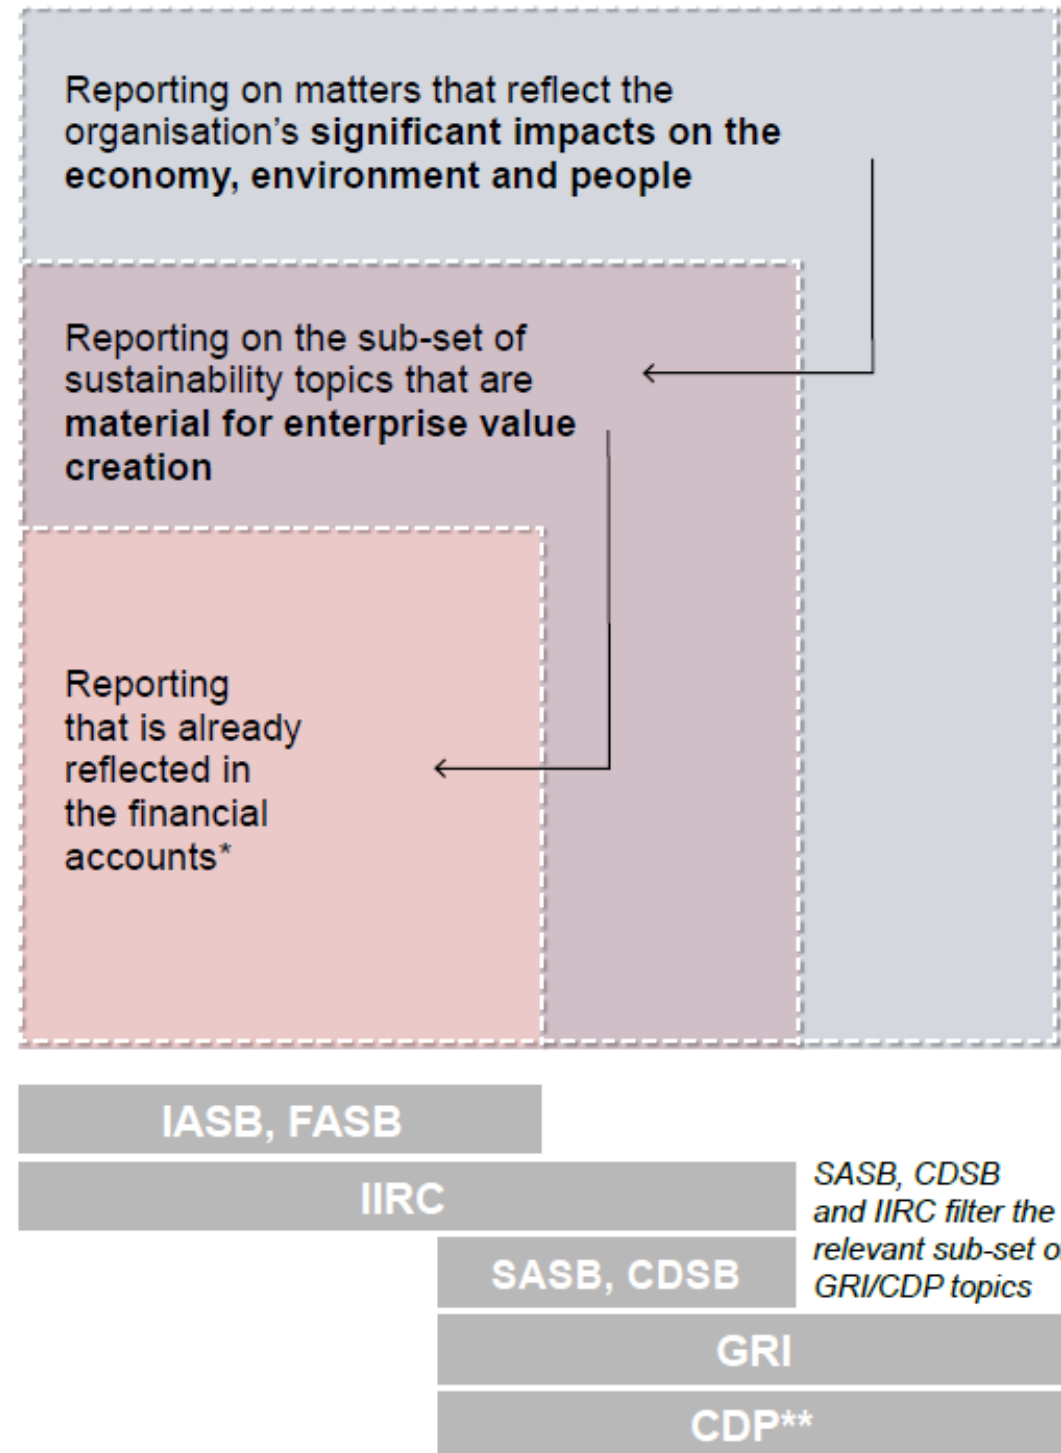 Reporting on matters that reflect the
organisation’s significant impacts on the
economy, environment and people
Reporting on the sub-set of
sustainability topics that are
material for enterprise value
creation
Reporting
that is already
reflected in
the financial
accounts*
IASB, FASB
IIRC
SASB, CDSB
and IIRC filter the
relevant sub-set
GRI/CDP topics
SASB, CDSB
GRI
CDP**